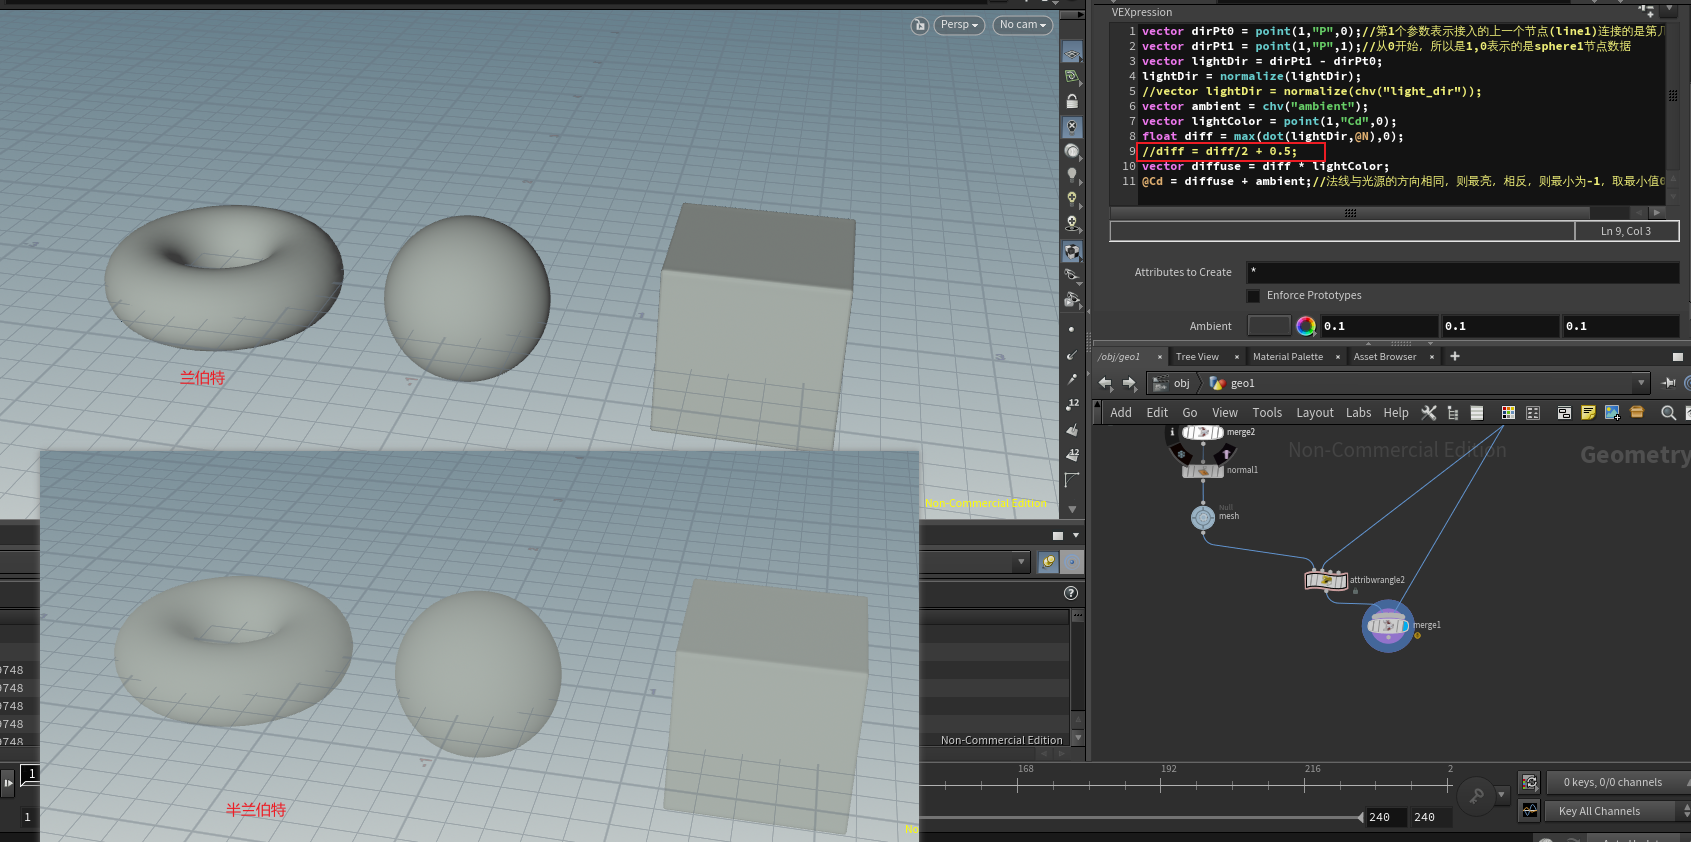 Persp
No cam
VEXpression
1 vector dirPt0 = point(1,"P",0);//第1个参数表示接入的上一个节点(line1)连接的是第
2 vector dirPt1 = point(1,"P",1);//从0开始, 所以是1,0表示的是sphere1节点数据
3 vector lightDir = dirPt1 - dirPt0;
4 lightDir = normalize(lightDir);
5 //vector lightDir = normalize(chv("light_dir"));
6 vector ambient = chv("ambient");
7 vector lightColor = point(1,"Cd",0);
8 float diff = max(dot(lightDir,@N),0);
9 //diff = diff/2 + 0.5;
10 vector diffuse = diff * lightColor;
11 @Cd = diffuse + ambient;//法线与光源的方向相同, 则最亮, 相反, 则最小为-1, 取最小值0
Ln 9, Col 3
Attributes to Create *
Enforce Prototypes
Ambient 0.1 0.1 0.1
/obj/geo1 × Tree View × Material Palette × Asset Browser × +
obj geo1
Add Edit Go View Tools Layout Labs Help
Non-Commercial Edition
Geometry
merge2
normal1
Null
mesh
attribwrangle2
merge1
兰伯特
Non-Commercial Edition
半兰伯特
No
9748
9748
9748
9748
9748
Non-Commercial Edition
1
168 192 216 2
1
240 240
0 keys, 0/0 channels
Key All Channels